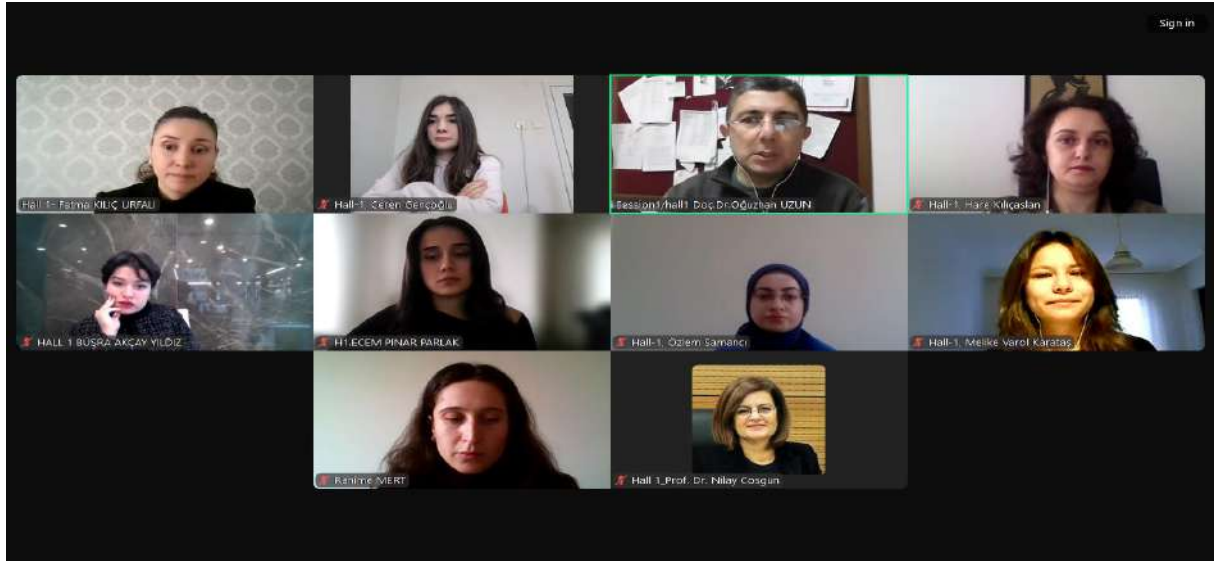 Sign in
Hall 1- Fatma KILIÇ URFALI
Hall-1, Ceren Gençoğlu
Session1/hall1 Doç.Dr.Oğuzhan UZUN
Hall-1, Hare Kılıçaslan
HALL 1 BÜŞRA AKÇAY YILDIZ
H1.ECEM PINAR PARLAK
Hall-1, Özlem Samancı
Hall-1, Melike Varol Karataş
Rahime MERT
Hall 1_Prof. Dr. Nilay Cosgun